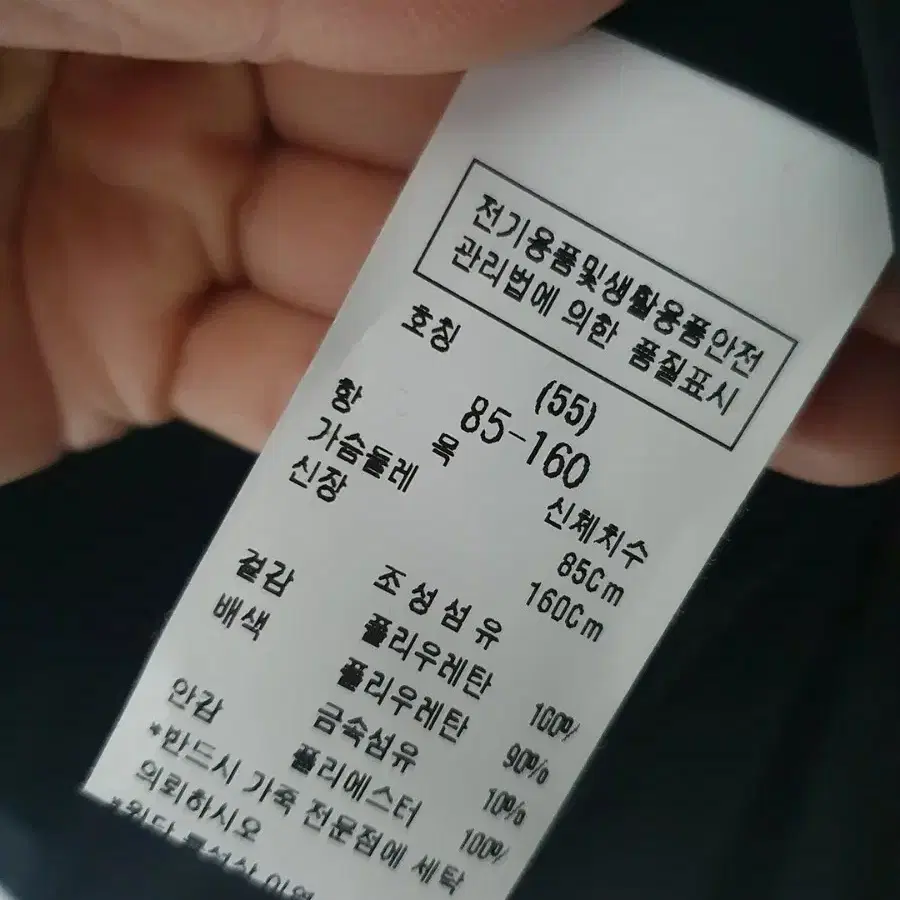 전기용품및생활용품안전
관리법에 의한 품질표시
호칭 (55)
85-160
항 목 신체치수
가슴둘레 85Cm
신장 160Cm
조성섬유
겉감 폴리우레탄 100%
배색 폴리우레탄 90%
금속섬유 10%
안감 폴리에스터 100%
*반드시 가죽 전문점에 세탁
의뢰하시오